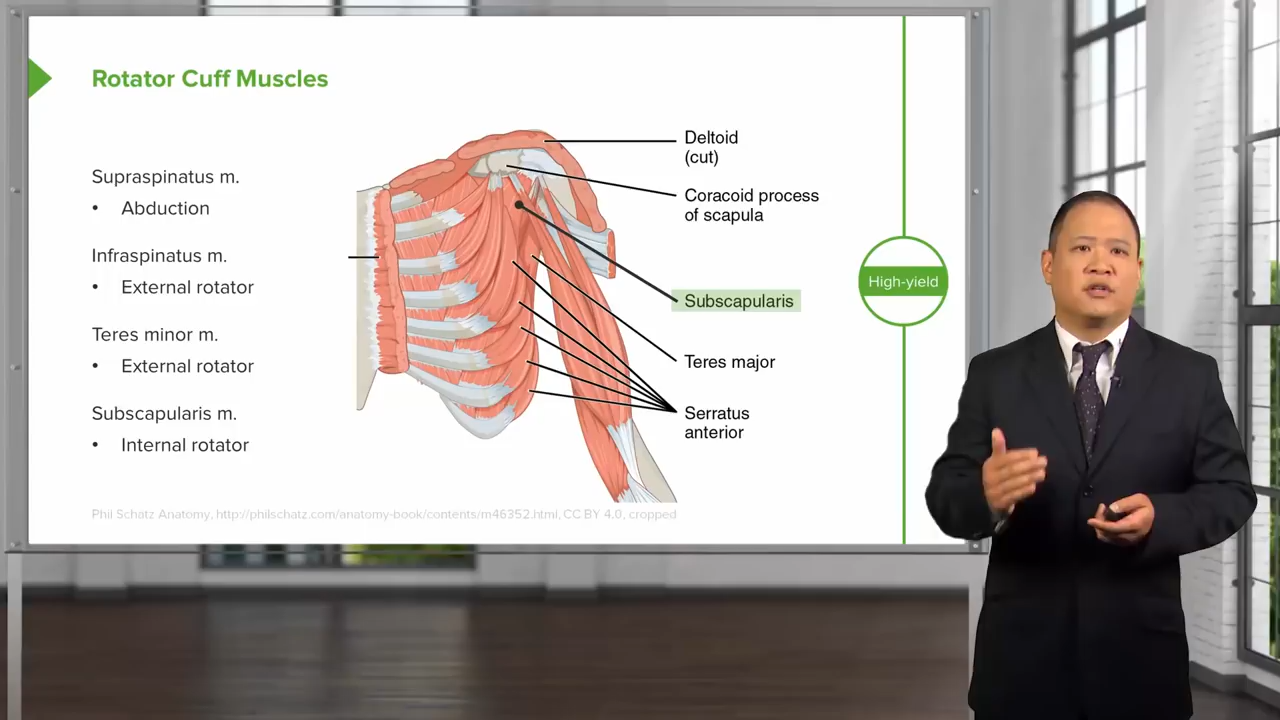 Rotator Cuff Muscles
Supraspinatus m.
• Abduction
Infraspinatus m.
• External rotator
Teres minor m.
• External rotator
Subscapularis m.
• Internal rotator
Deltoid
(cut)
Coracoid process
of scapula
Subscapularis
Teres major
Serratus
anterior
High-yield
Phil Schatz Anatomy, http://philschatz.com/anatomy-book/contents/m46352.html, CC BY 4.0, cropped